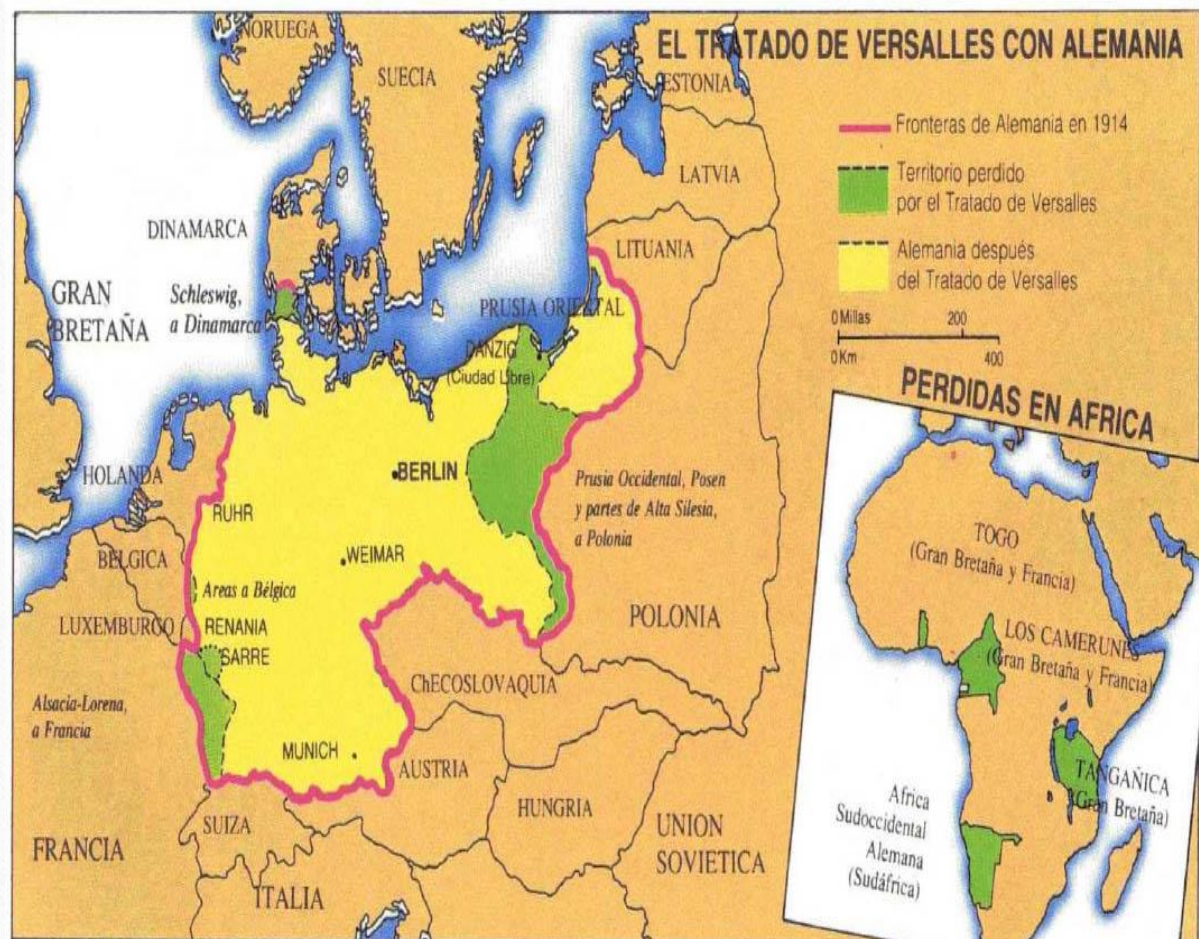 EL TRATADO DE VERSALLES CON ALEMANIA
NORUEGA
SUECIA
ESTONIA
Fronteras de Alemania en 1914
Territorio perdido
por el Tratado de Versalles
Alemania después
del Tratado de Versalles
0 Millas 200
0 Km 400
LATVIA
DINAMARCA
LITUANIA
GRAN
BRETAÑA
Schleswig,
a Dinamarca
PRUSIA ORIENTAL
DANZIG
(Ciudad Libre)
HOLANDA
BERLIN
Prusia Occidental, Posen
y partes de Alta Silesia,
a Polonia
RUHR
BELGICA
WEIMAR
Areas a Bélgica
POLONIA
LUXEMBURGO
RENANIA
SARRE
ChECOSLOVAQUIA
Alsacia-Lorena,
a Francia
MUNICH
AUSTRIA
HUNGRIA
SUIZA
FRANCIA
ITALIA
UNION
SOVIETICA
PERDIDAS EN AFRICA
TOGO
(Gran Bretaña y Francia)
LOS CAMERUNES
(Gran Bretaña y Francia)
TANGAÑICA
(Gran Bretaña)
Africa
Sudoccidental
Alemana
(Sudáfrica)